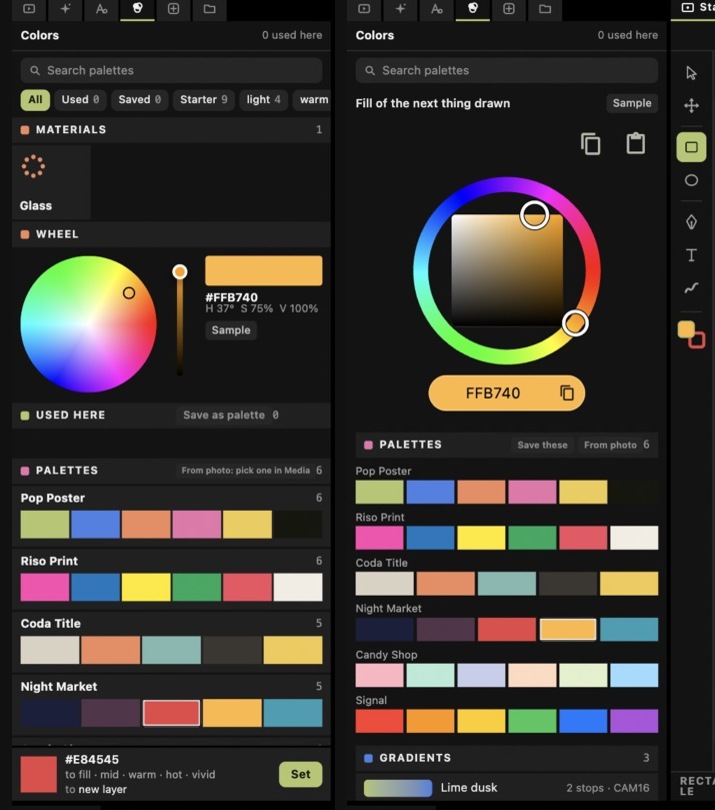 Colors
0 used here
Search palettes
All Used 0 Saved 0 Starter 9 light 4 warm
MATERIALS 1
Glass
WHEEL
#FFB740
H 37° S 75% V 100%
Sample
USED HERE Save as palette 0
PALETTES From photo: pick one in Media 6
Pop Poster 6
Riso Print 6
Coda Title 5
Night Market 5
#E84545
to fill · mid · warm · hot · vivid
to new layer
Set
Colors
0 used here
Search palettes
Fill of the next thing drawn Sample
FFB740
PALETTES Save these From photo 6
Pop Poster
Riso Print
Coda Title
Night Market
Candy Shop
Signal
GRADIENTS 3
Lime dusk 2 stops · CAM16
Sta
T
RECTA
LE